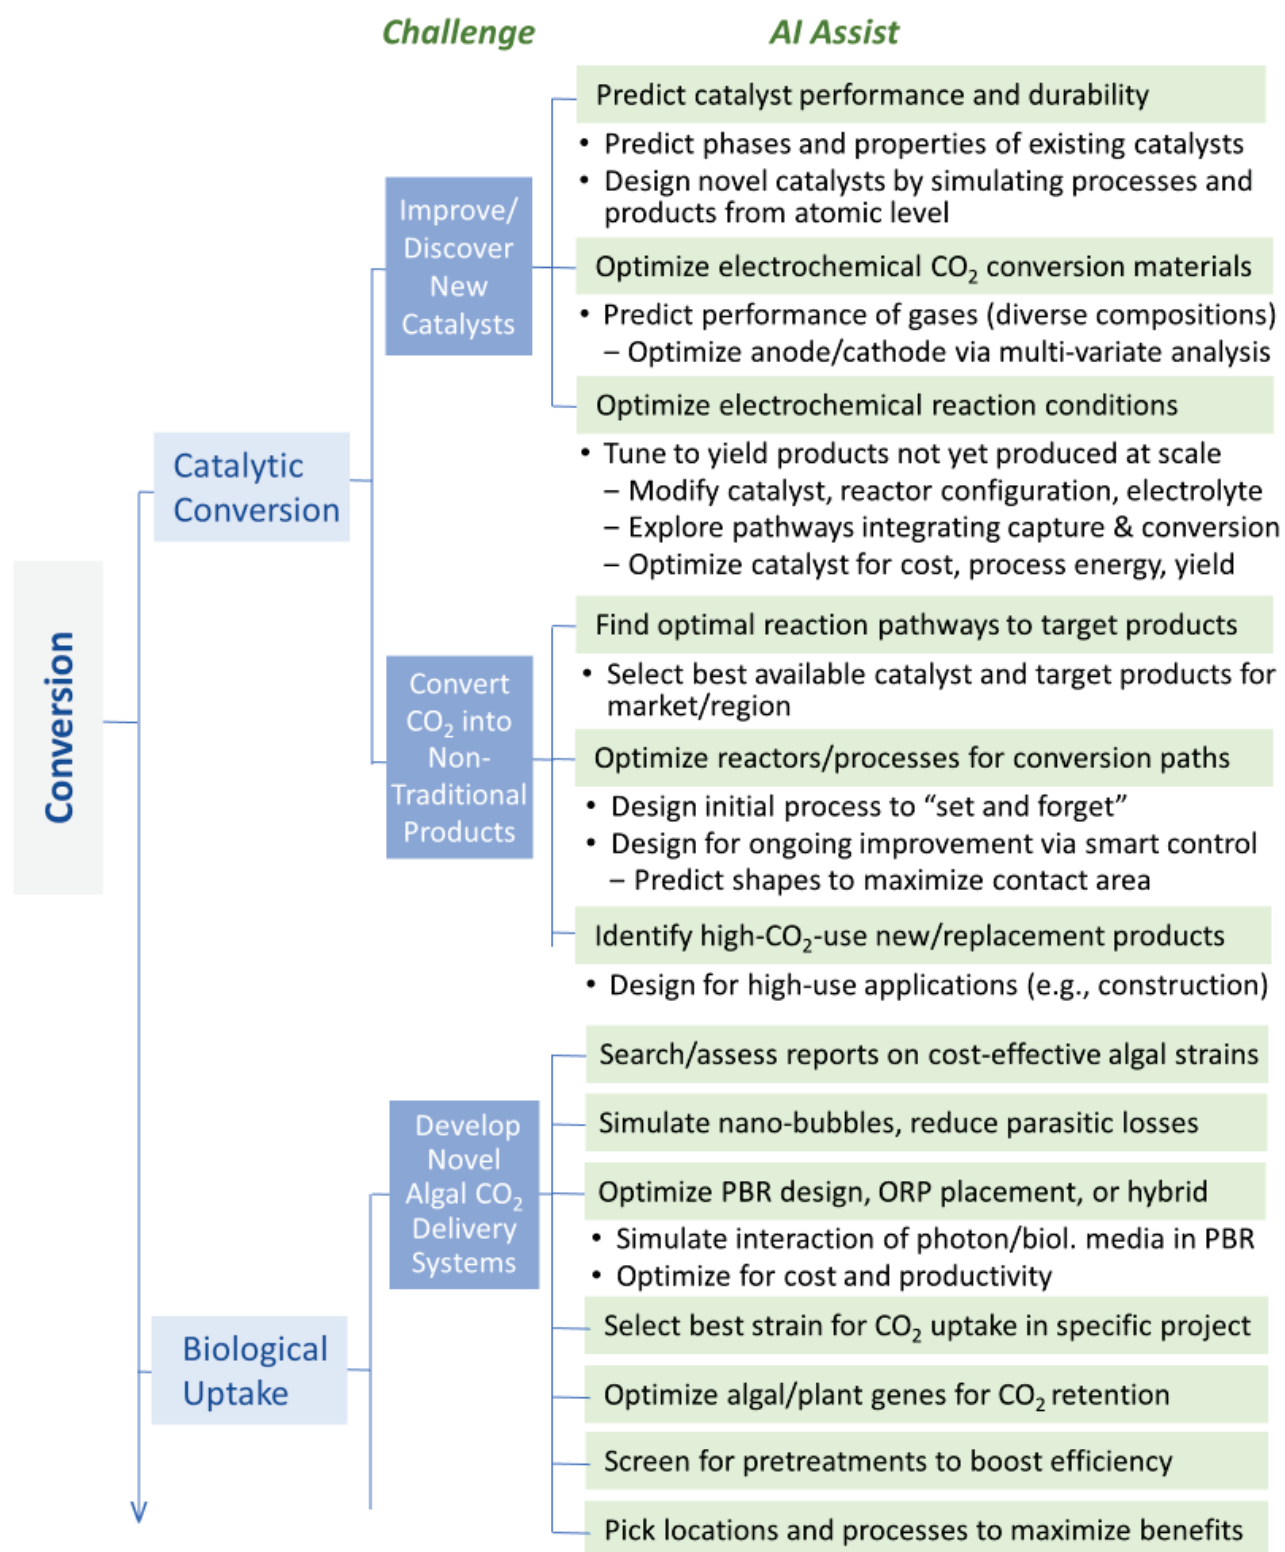 Challenge
AI Assist
Conversion
Catalytic
Conversion
Improve/
Discover
New
Catalysts
Predict catalyst performance and durability
• Predict phases and properties of existing catalysts
• Design novel catalysts by simulating processes and
products from atomic level
Optimize electrochemical CO₂ conversion materials
• Predict performance of gases (diverse compositions)
– Optimize anode/cathode via multi-variate analysis
Optimize electrochemical reaction conditions
• Tune to yield products not yet produced at scale
– Modify catalyst, reactor configuration, electrolyte
– Explore pathways integrating capture & conversion
– Optimize catalyst for cost, process energy, yield
Convert
CO₂ into
Non-
Traditional
Products
Find optimal reaction pathways to target products
• Select best available catalyst and target products for
market/region
Optimize reactors/processes for conversion paths
• Design initial process to “set and forget”
• Design for ongoing improvement via smart control
– Predict shapes to maximize contact area
Identify high-CO₂-use new/replacement products
• Design for high-use applications (e.g., construction)
Biological
Uptake
Develop
Novel
Algal CO₂
Delivery
Systems
Search/assess reports on cost-effective algal strains
Simulate nano-bubbles, reduce parasitic losses
Optimize PBR design, ORP placement, or hybrid
• Simulate interaction of photon/biol. media in PBR
• Optimize for cost and productivity
Select best strain for CO₂ uptake in specific project
Optimize algal/plant genes for CO₂ retention
Screen for pretreatments to boost efficiency
Pick locations and processes to maximize benefits